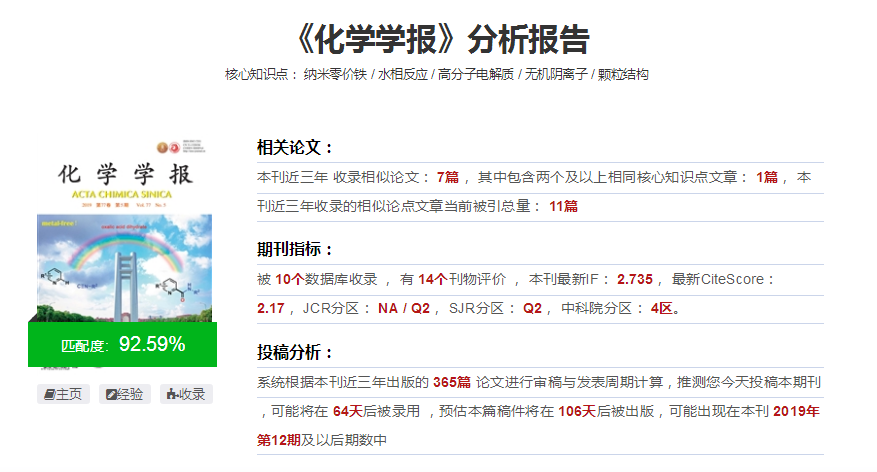 《化学学报》分析报告
核心知识点： 纳米零价铁 / 水相反应 / 高分子电解质 / 无机阴离子 / 颗粒结构
化 学 学 报
ACTA CHIMICA SINICA
匹配度： 92.59%
主页 经验 收录
相关论文：
本刊近三年 收录相似论文： 7篇 ，其中包含两个及以上相同核心知识点文章： 1篇 ，本
刊近三年收录的相似论点文章当前被引总量： 11篇
期刊指标：
被 10个数据库收录 ，有 14个刊物评价 ，本刊最新IF： 2.735 ，最新CiteScore：
2.17 ，JCR分区： NA / Q2 ，SJR分区： Q2 ，中科院分区： 4区。
投稿分析：
系统根据本刊近三年出版的 365篇 论文进行审稿与发表周期计算，推测您今天投稿本期刊
，可能将在 64天后被录用 ，预估本篇稿件将在 106天后被出版，可能出现在本刊 2019年
第12期及以后期数中